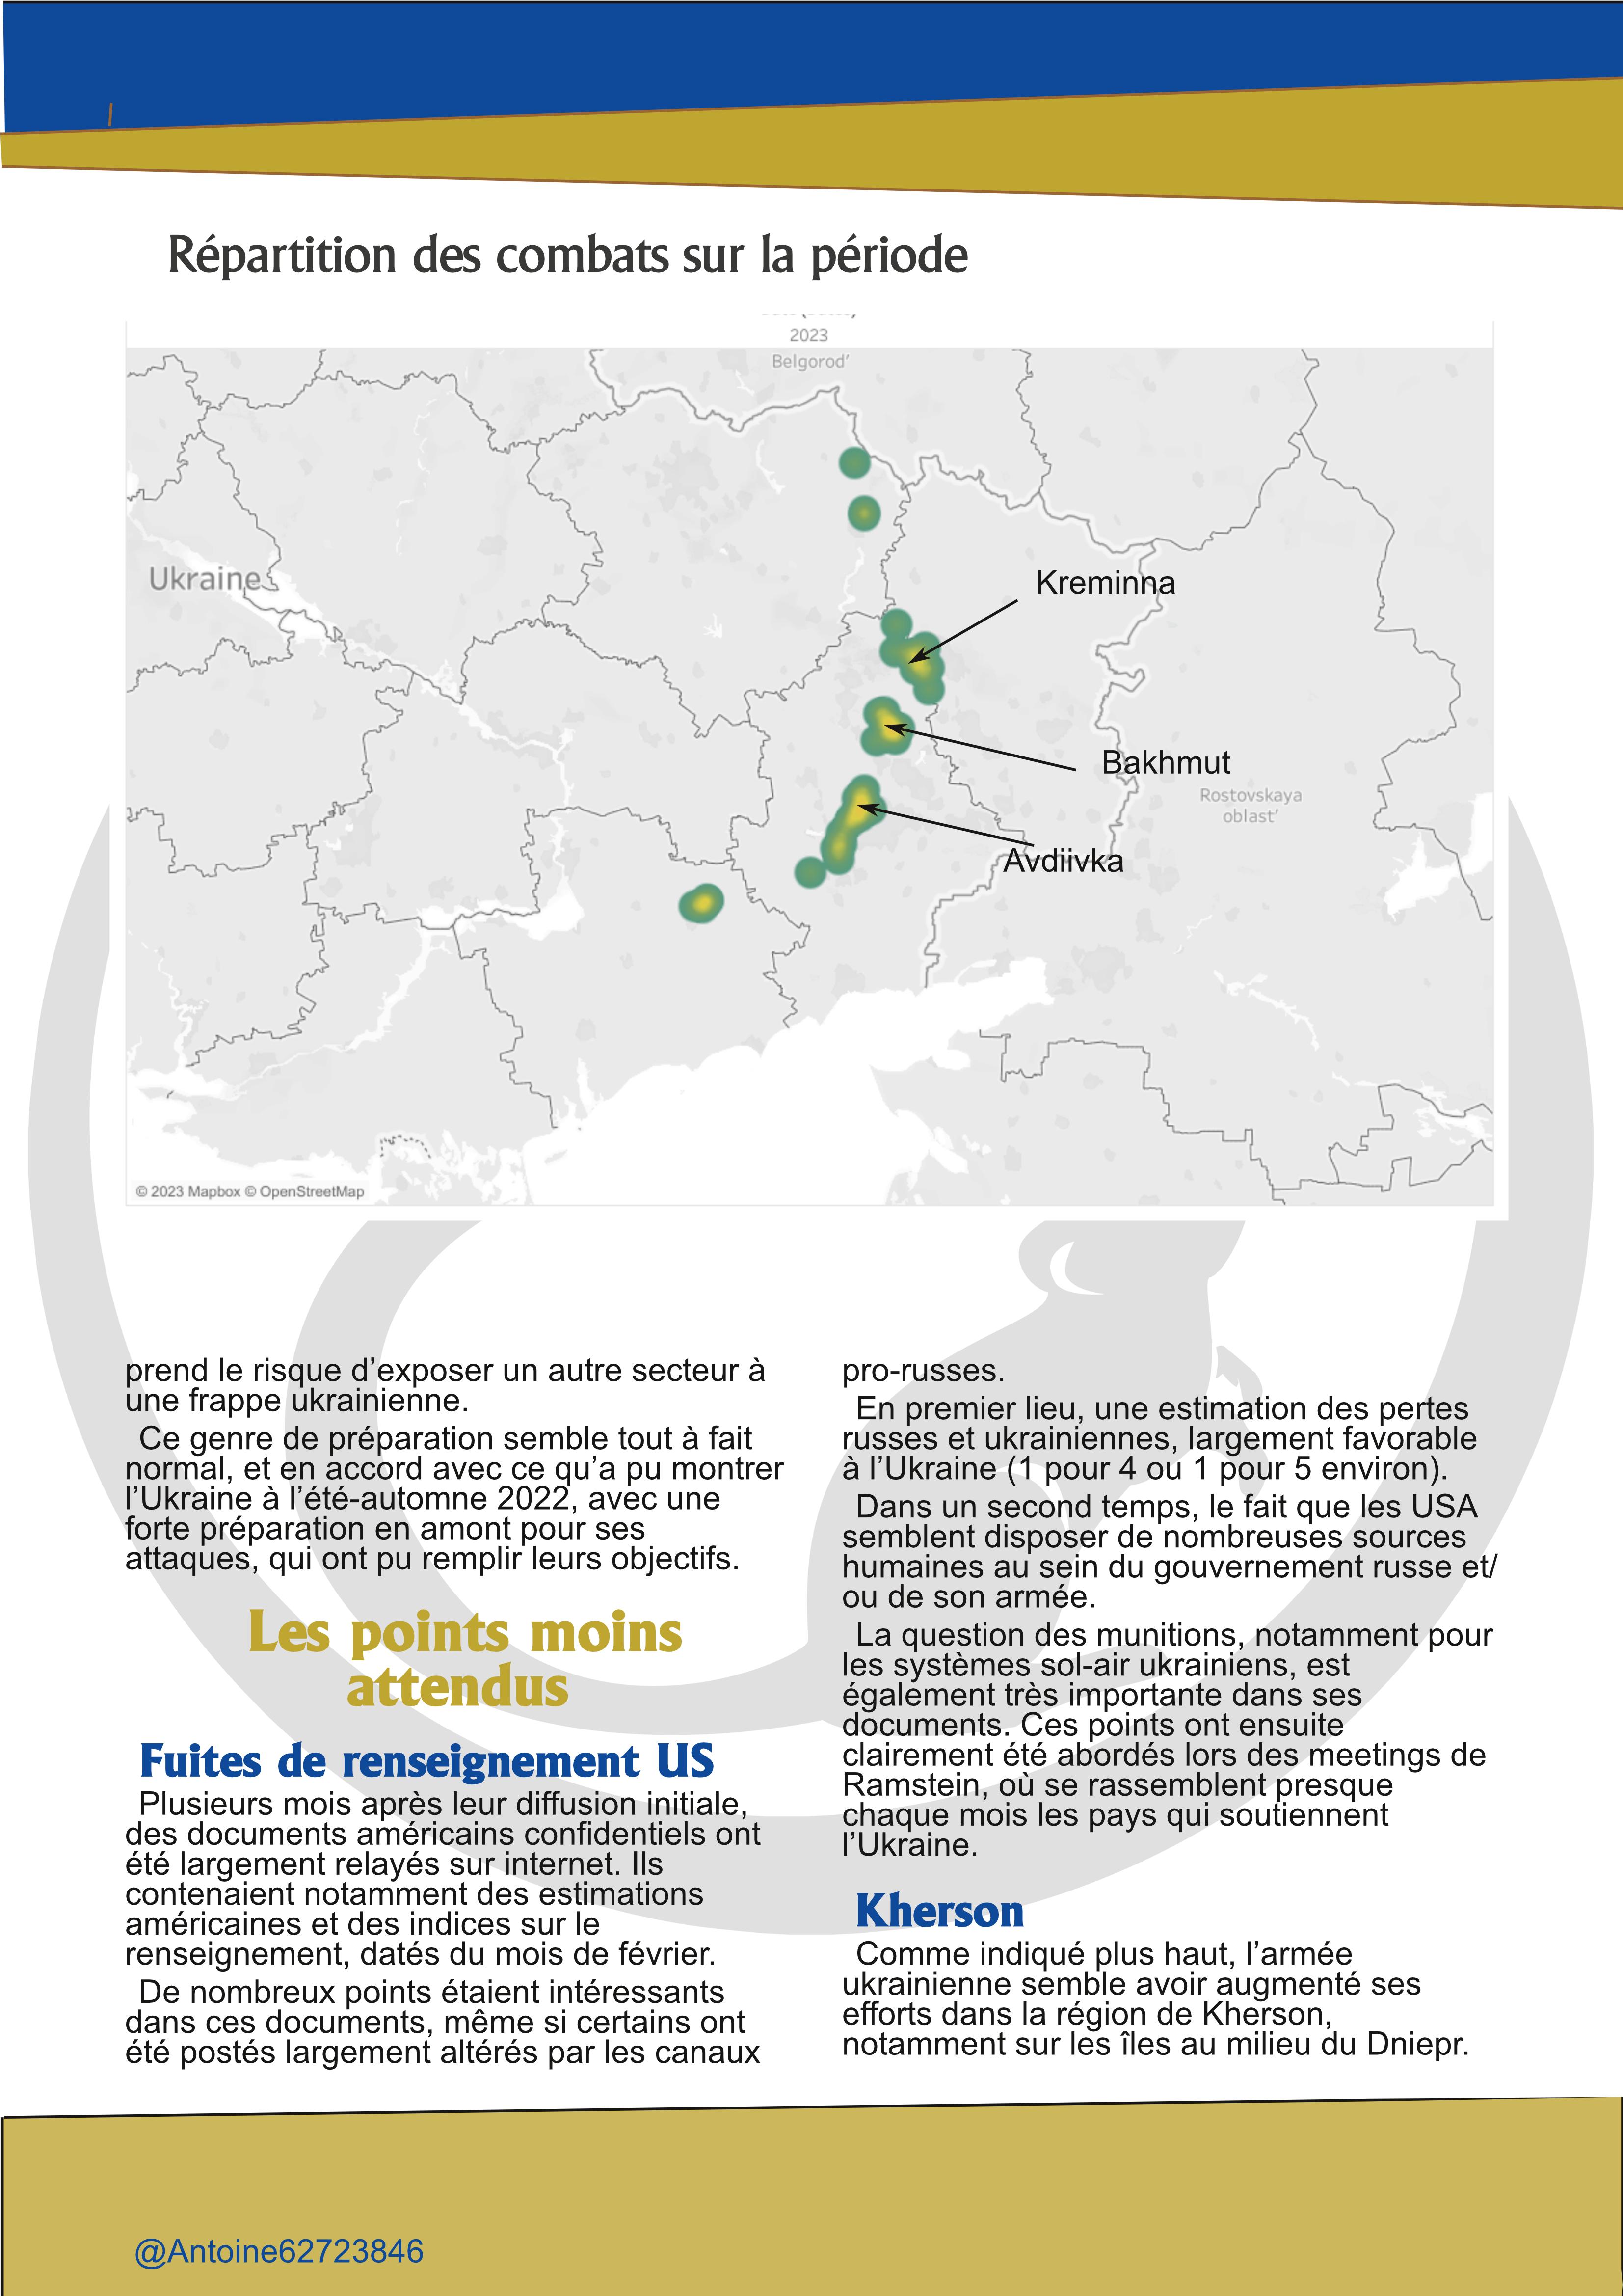 Répartition des combats sur la période
2023
Belgorod'
Ukraine
Kreminna
Bakhmut
Rostovskaya
oblast'
Avdiivka
© 2023 Mapbox © OpenStreetMap
prend le risque d’exposer un autre secteur à
une frappe ukrainienne.
Ce genre de préparation semble tout à fait
normal, et en accord avec ce qu’a pu montrer
l’Ukraine à l’été-automne 2022, avec une
forte préparation en amont pour ses
attaques, qui ont pu remplir leurs objectifs.
Les points moins
attendus
Fuites de renseignement US
Plusieurs mois après leur diffusion initiale,
des documents américains confidentiels ont
été largement relayés sur internet. Ils
contenaient notamment des estimations
américaines et des indices sur le
renseignement, datés du mois de février.
De nombreux points étaient intéressants
dans ces documents, même si certains ont
été postés largement altérés par les canaux
pro-russes.
En premier lieu, une estimation des pertes
russes et ukrainiennes, largement favorable
à l’Ukraine (1 pour 4 ou 1 pour 5 environ).
Dans un second temps, le fait que les USA
semblent disposer de nombreuses sources
humaines au sein du gouvernement russe et/
ou de son armée.
La question des munitions, notamment pour
les systèmes sol-air ukrainiens, est
également très importante dans ses
documents. Ces points ont ensuite
clairement été abordés lors des meetings de
Ramstein, où se rassemblent presque
chaque mois les pays qui soutiennent
l’Ukraine.
Kherson
Comme indiqué plus haut, l’armée
ukrainienne semble avoir augmenté ses
efforts dans la région de Kherson,
notamment sur les îles au milieu du Dniepr.
@Antoine62723846